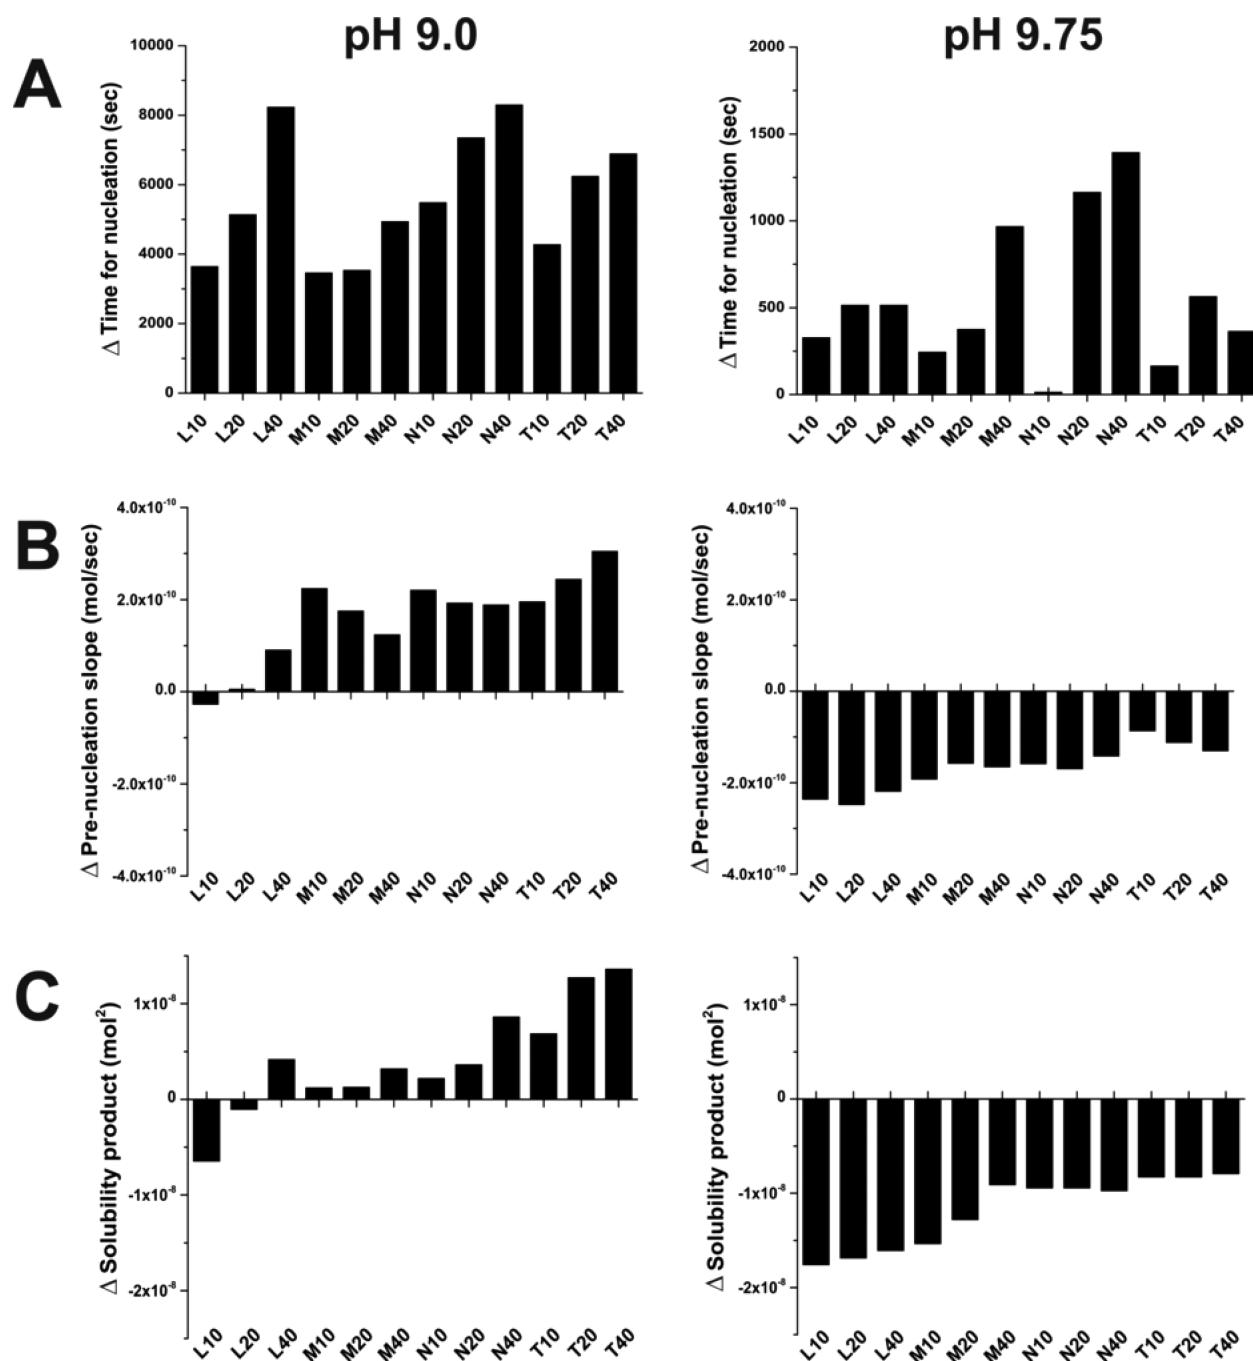 pH 9.0
pH 9.75
A
Δ Time for nucleation (sec)
10000
8000
6000
4000
2000
0
L10 L20 L40 M10 M20 M40 N10 N20 N40 T10 T20 T40
Δ Time for nucleation (sec)
2000
1500
1000
500
0
L10 L20 L40 M10 M20 M40 N10 N20 N40 T10 T20 T40
B
Δ Pre-nucleation slope (mol/sec)
4.0x10⁻¹⁰
2.0x10⁻¹⁰
0.0
-2.0x10⁻¹⁰
-4.0x10⁻¹⁰
L10 L20 L40 M10 M20 M40 N10 N20 N40 T10 T20 T40
Δ Pre-nucleation slope (mol/sec)
4.0x10⁻¹⁰
2.0x10⁻¹⁰
0.0
-2.0x10⁻¹⁰
-4.0x10⁻¹⁰
L10 L20 L40 M10 M20 M40 N10 N20 N40 T10 T20 T40
C
Δ Solubility product (mol²)
1x10⁻⁸
0
-1x10⁻⁸
-2x10⁻⁸
L10 L20 L40 M10 M20 M40 N10 N20 N40 T10 T20 T40
Δ Solubility product (mol²)
1x10⁻⁸
0
-1x10⁻⁸
-2x10⁻⁸
L10 L20 L40 M10 M20 M40 N10 N20 N40 T10 T20 T40